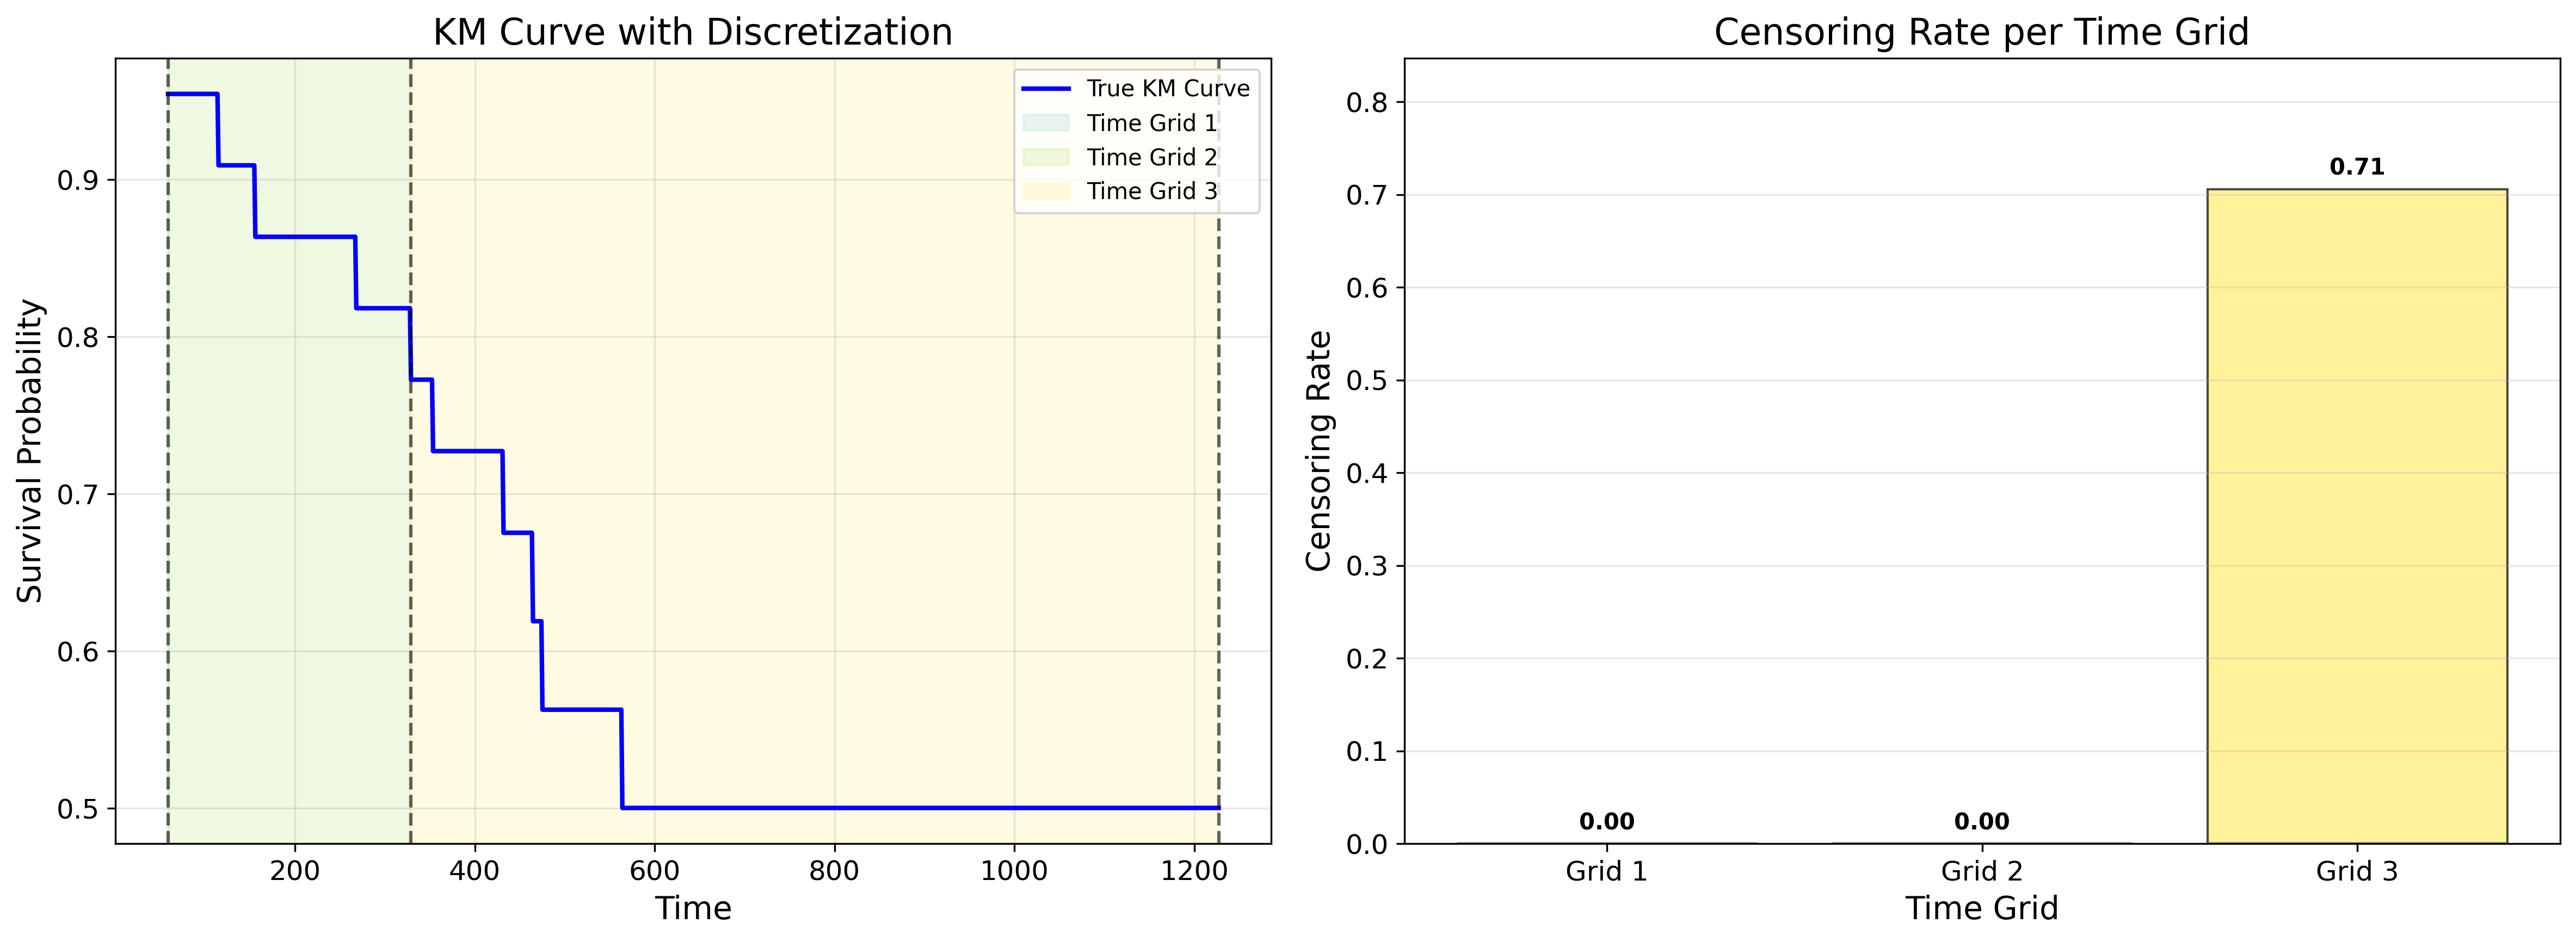 KM Curve with Discretization
Survival Probability
0.9
0.8
0.7
0.6
0.5
True KM Curve
Time Grid 1
Time Grid 2
Time Grid 3
200
400
600
800
1000
1200
Time
Censoring Rate per Time Grid
Censoring Rate
0.8
0.7
0.6
0.5
0.4
0.3
0.2
0.1
0.0
0.00
0.00
0.71
Grid 1
Grid 2
Grid 3
Time Grid